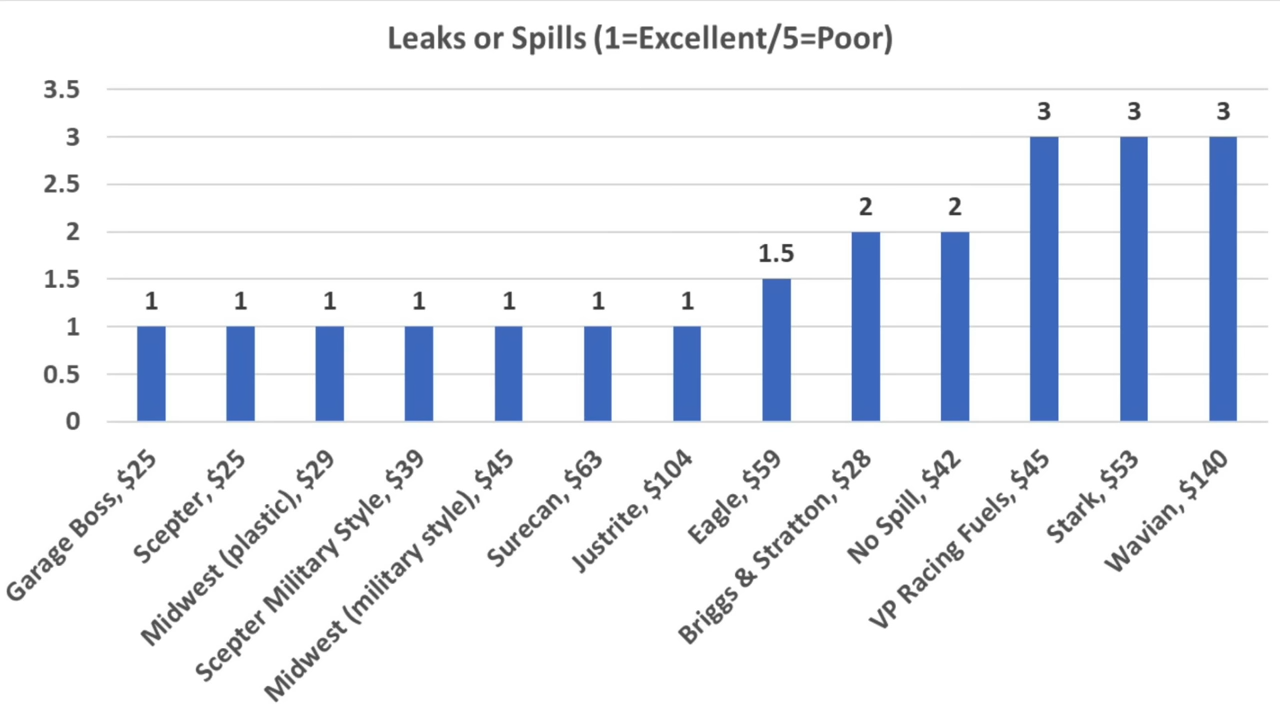 Leaks or Spills (1=Excellent/5=Poor)
3.5
3
2.5
2
1.5
1
0.5
0
1
1
1
1
1
1
1
1.5
2
2
3
3
3
Garage Boss, $25
Scepter, $25
Midwest (plastic), $29
Scepter Military Style, $39
Midwest (military style), $45
Surecan, $63
Justrite, $104
Eagle, $59
Briggs & Stratton, $28
No Spill, $42
VP Racing Fuels, $45
Stark, $53
Wavian, $140